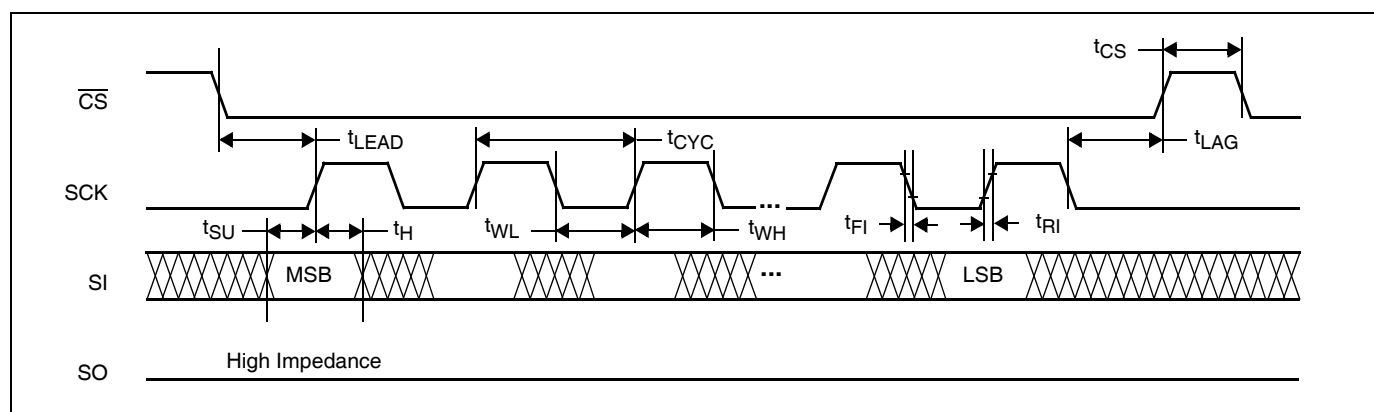 tCS
CS
tLEAD
tCYC
tLAG
SCK
...
tSU
tH
tWL
tWH
tFI
tRI
SI
MSB
...
LSB
High Impedance
SO